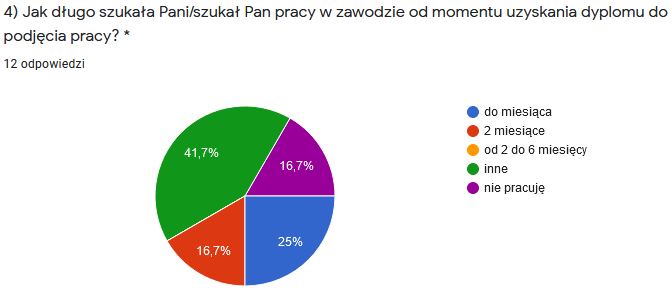 4) Jak długo szukała Pani/szukał Pan pracy w zawodzie od momentu uzyskania dyplomu do
podjęcia pracy? *
12 odpowiedzi
41,7%
16,7%
16,7%
25%
do miesiąca
2 miesiące
od 2 do 6 miesięcy
inne
nie pracuję